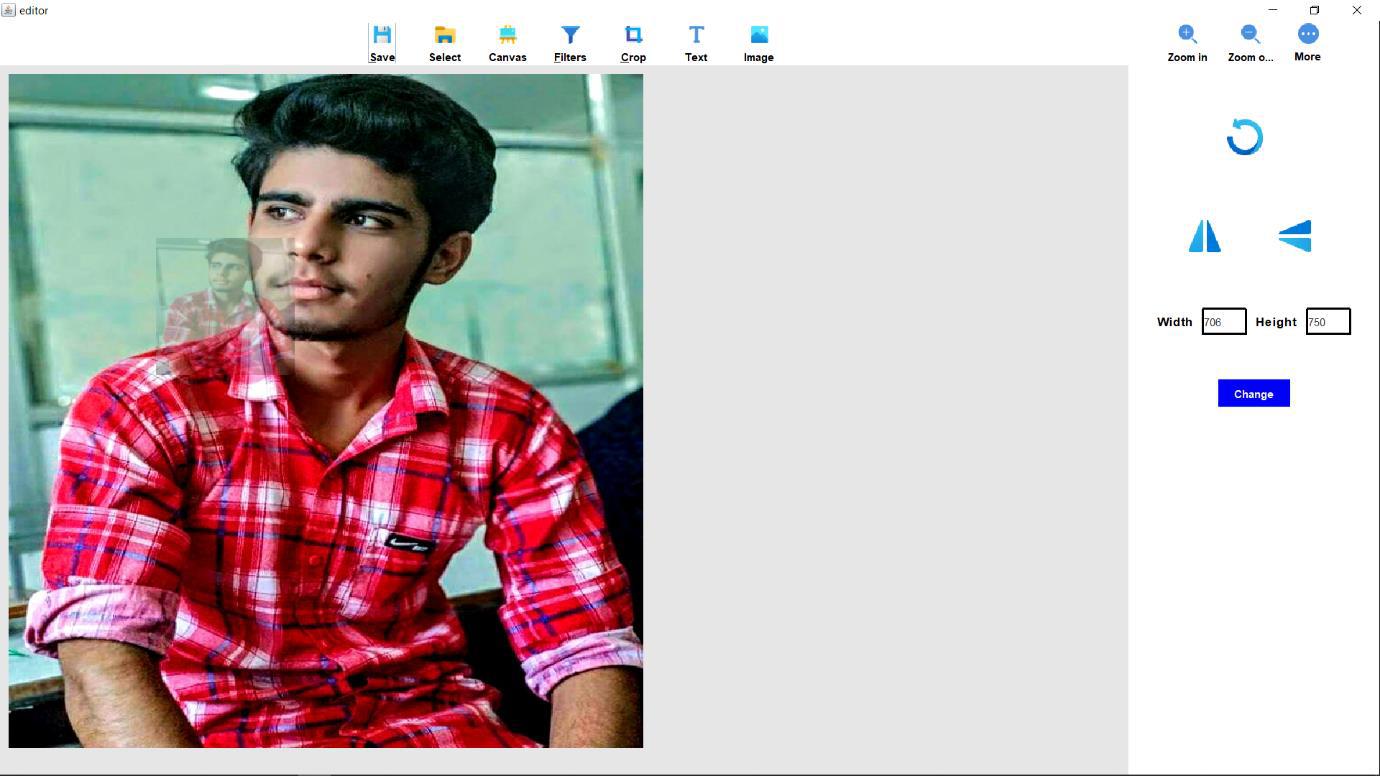 editor
Save Select Canvas Filters Crop Text Image Zoom in Zoom o... More
Width 706 Height 750
Change